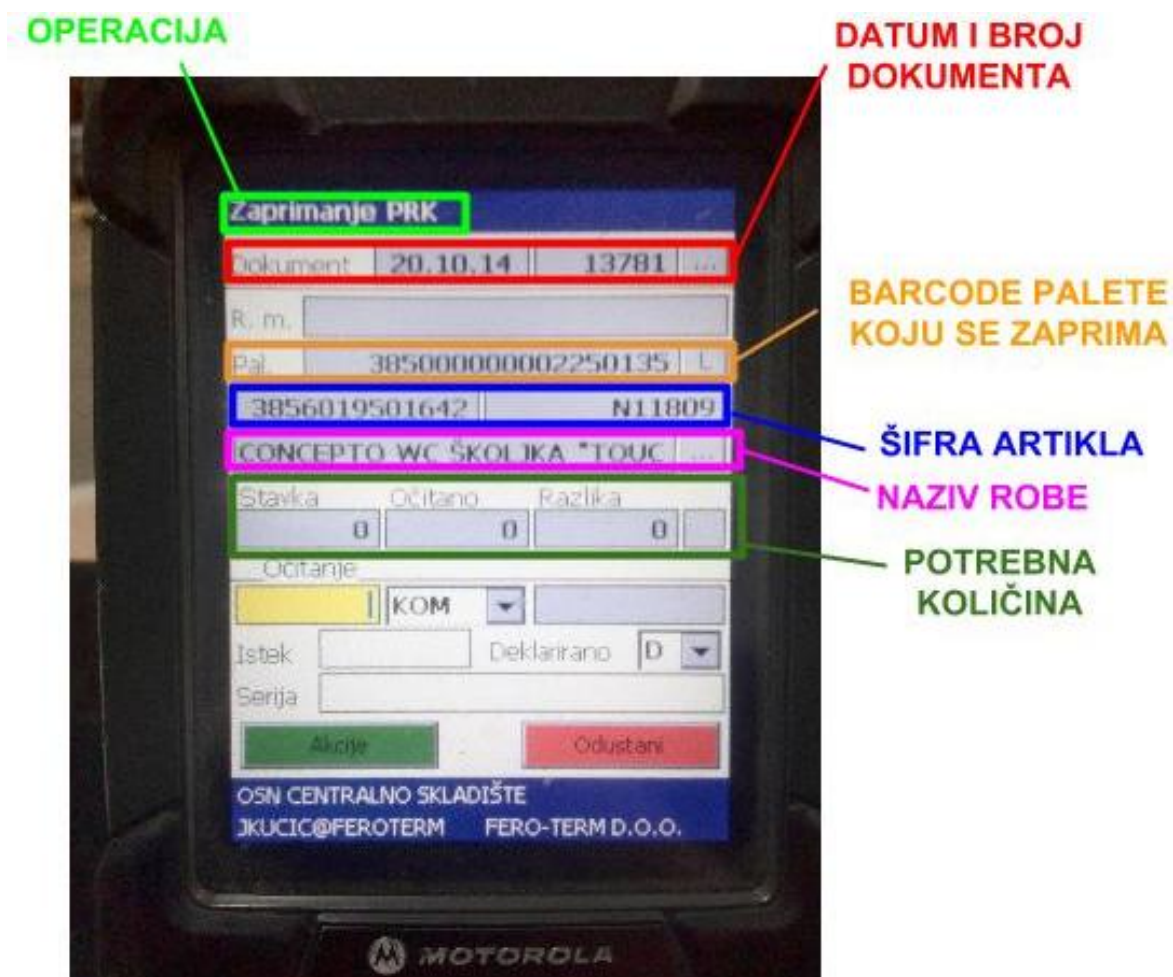 OPERACIJA
DATUM I BROJ
DOKUMENTA
Zaprimanje PRK
Dokument 20.10.14 13781 ...
R. m.
BARCODE PALETE
KOJU SE ZAPRIMA
Pal. 385000000002250135 L
3856019501642 N11809
ŠIFRA ARTIKLA
CONCEPTO WC ŠKOLJKA "TOUC ...
NAZIV ROBE
Stavka Očitano Razlika
0 0 0
POTREBNA
KOLIČINA
Očitanje
KOM
Istek Deklarirano D
Serija
Akcije Odustani
OSN CENTRALNO SKLADIŠTE
JKUCIC@FEROTERM FERO-TERM D.O.O.
MOTOROLA